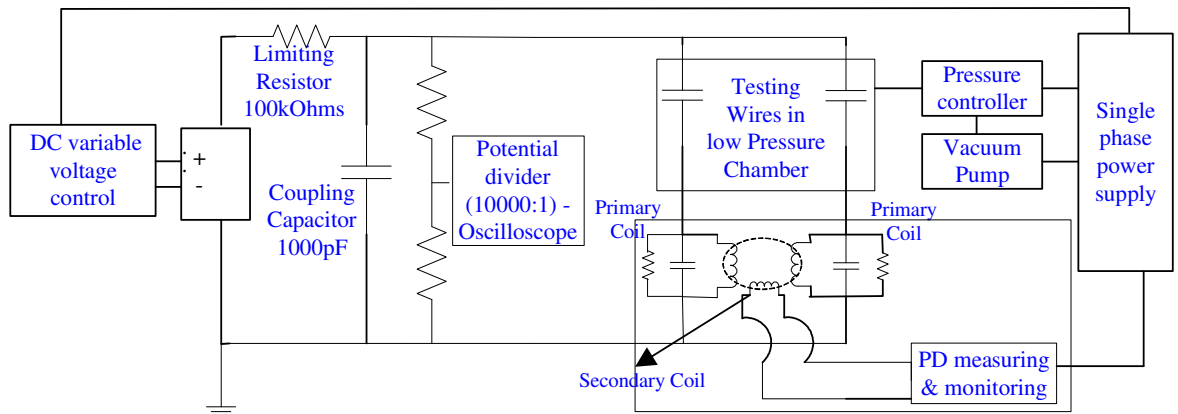 Limiting
Resistor
100kOhms
DC variable
voltage
control
+
-
Coupling
Capacitor
1000pF
Potential
divider
(10000:1) -
Oscilloscope
Testing
Wires in
low Pressure
Chamber
Pressure
controller
Vacuum
Pump
Single
phase
power
supply
Primary
Coil
Primary
Coil
Secondary Coil
PD measuring
& monitoring